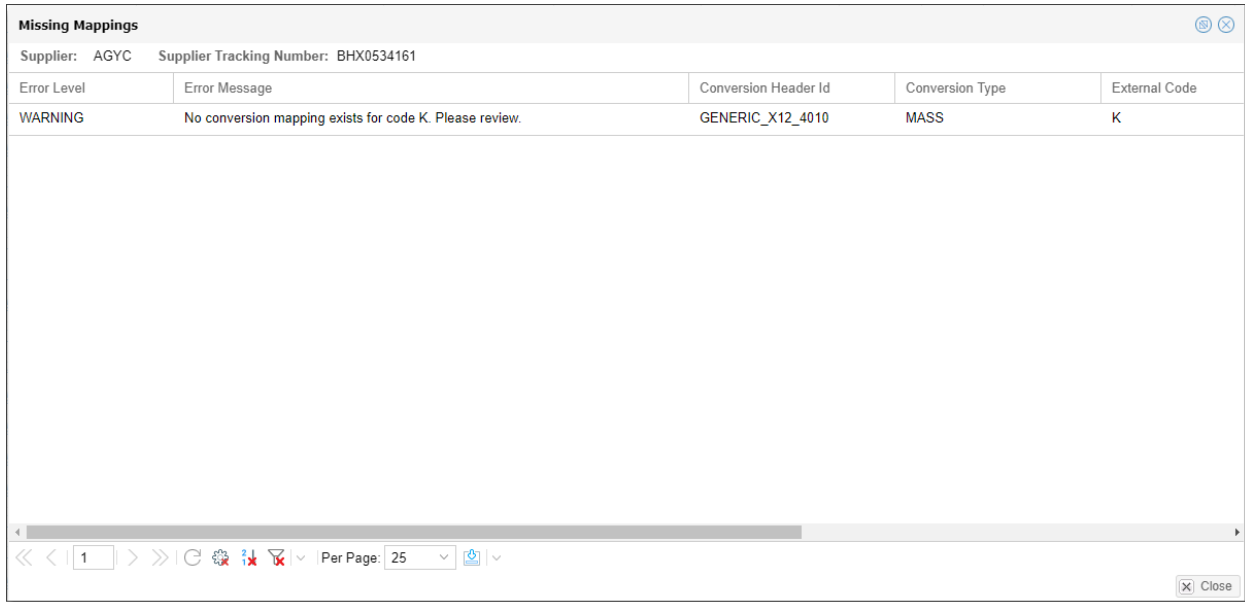 Missing Mappings
Supplier: AGYC Supplier Tracking Number: BHX0534161
Error Level Error Message Conversion Header Id Conversion Type External Code
WARNING No conversion mapping exists for code K. Please review. GENERIC_X12_4010 MASS K
1 Per Page: 25
Close